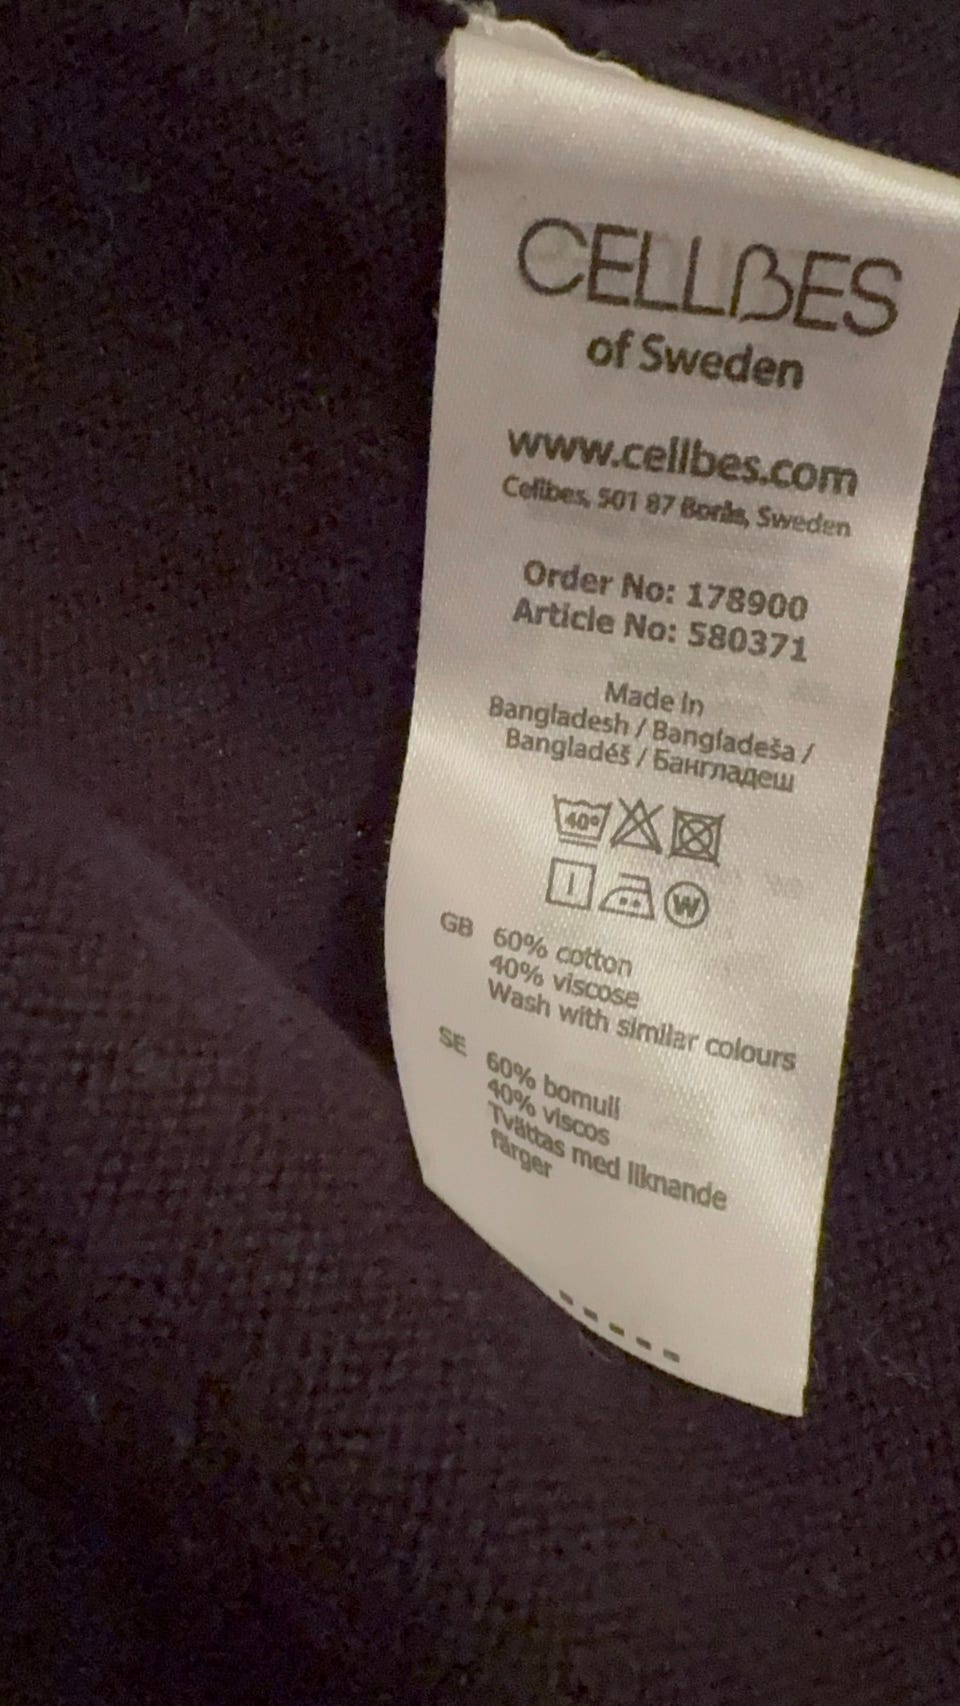 CELLBES
of Sweden
www.cellbes.com
Cellbes, 501 87 Borås, Sweden
Order No: 178900
Article No: 580371
Made In
Bangladesh / Bangladeša /
Bangladéš / Бангладеш
40°
W
GB 60% cotton
40% viscose
Wash with similar colours
SE 60% bomull
40% viscos
Tvättas med liknande
färger